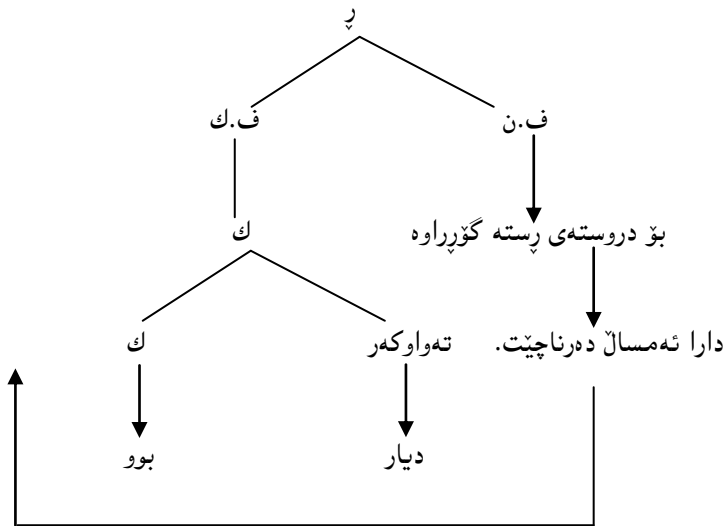 ڕ
ف.ن ف.ك
بۆ دروستەی ڕستە گۆڕراوە ك
دارا ئەمساڵ دەرناچێت. تەواوكەر ك
دیار بوو